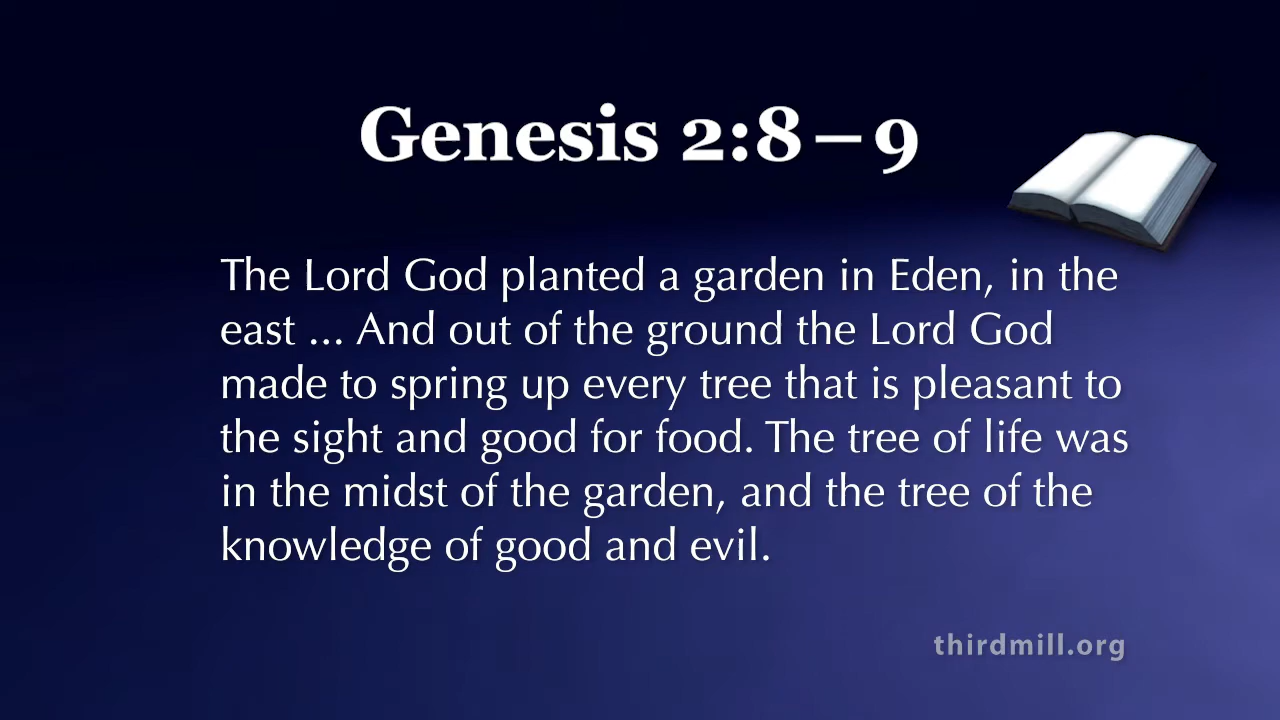 Genesis 2:8–9
The Lord God planted a garden in Eden, in the
east ... And out of the ground the Lord God
made to spring up every tree that is pleasant to
the sight and good for food. The tree of life was
in the midst of the garden, and the tree of the
knowledge of good and evil.
thirdmill.org